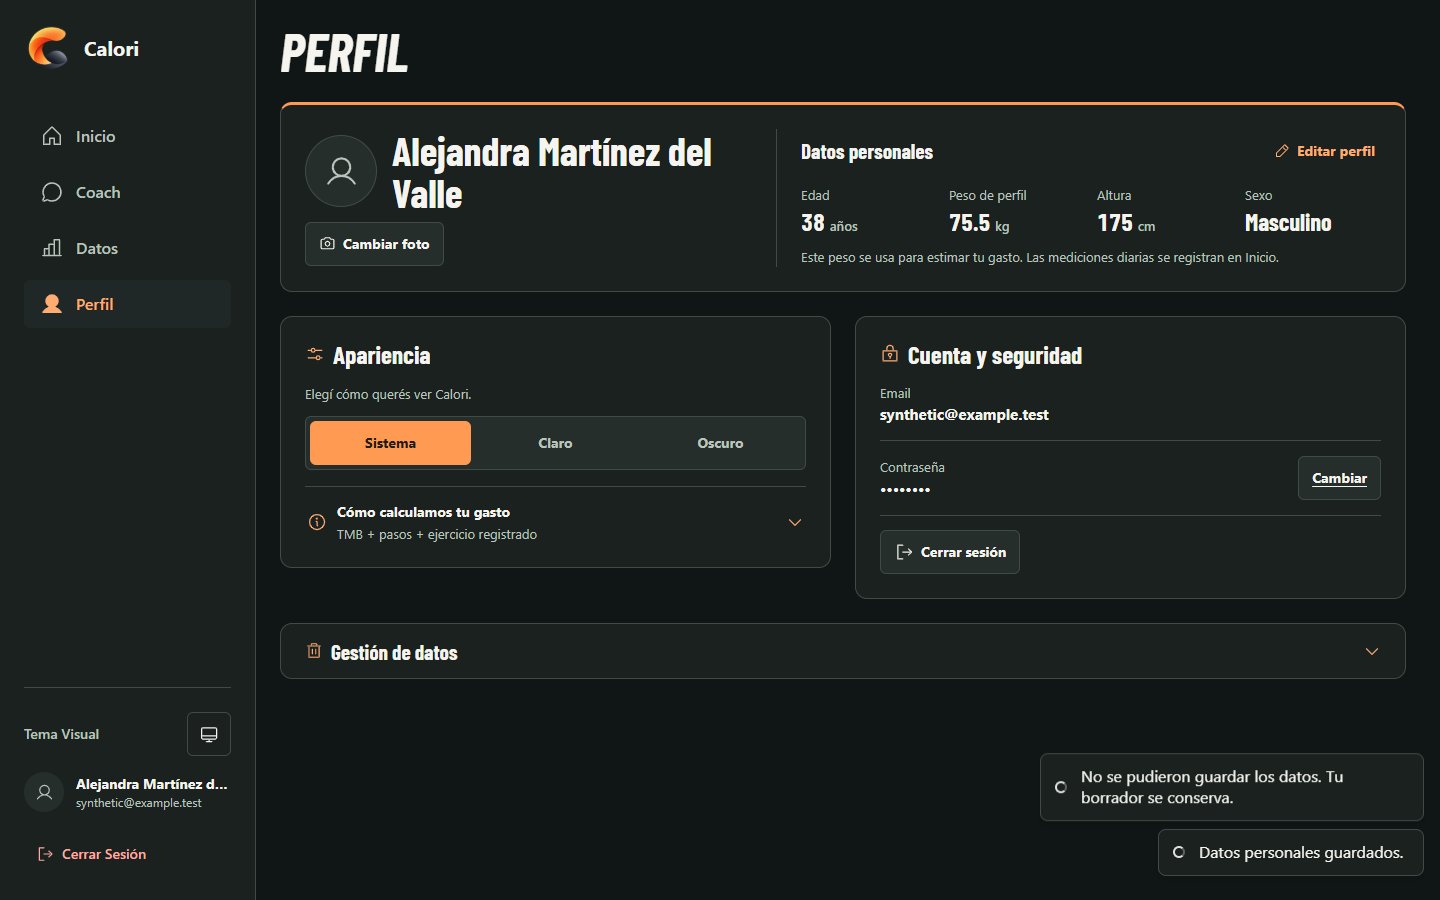 Calori
Inicio
Coach
Datos
Perfil
Tema Visual
Alejandra Martínez d...
synthetic@example.test
Cerrar Sesión
PERFIL
Alejandra Martínez del
Valle
Cambiar foto
Datos personales
Editar perfil
Edad
38 años
Peso de perfil
75.5 kg
Altura
175 cm
Sexo
Masculino
Este peso se usa para estimar tu gasto. Las mediciones diarias se registran en Inicio.
Apariencia
Elegí cómo querés ver Calori.
Sistema
Claro
Oscuro
Cómo calculamos tu gasto
TMB + pasos + ejercicio registrado
Cuenta y seguridad
Email
synthetic@example.test
Contraseña
••••••••
Cambiar
Cerrar sesión
Gestión de datos
No se pudieron guardar los datos. Tu
borrador se conserva.
Datos personales guardados.